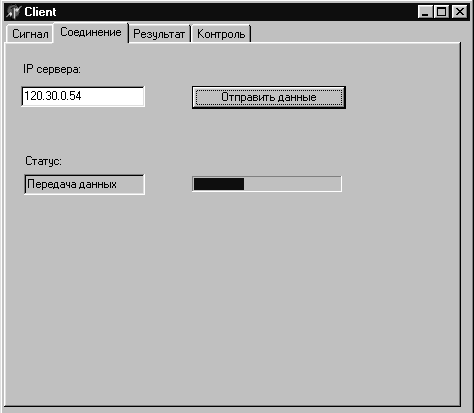 Client
Сигнал Соединение Результат Контроль
IP сервера:
120.30.0.54 Отправить данные
Статус:
Передача данных